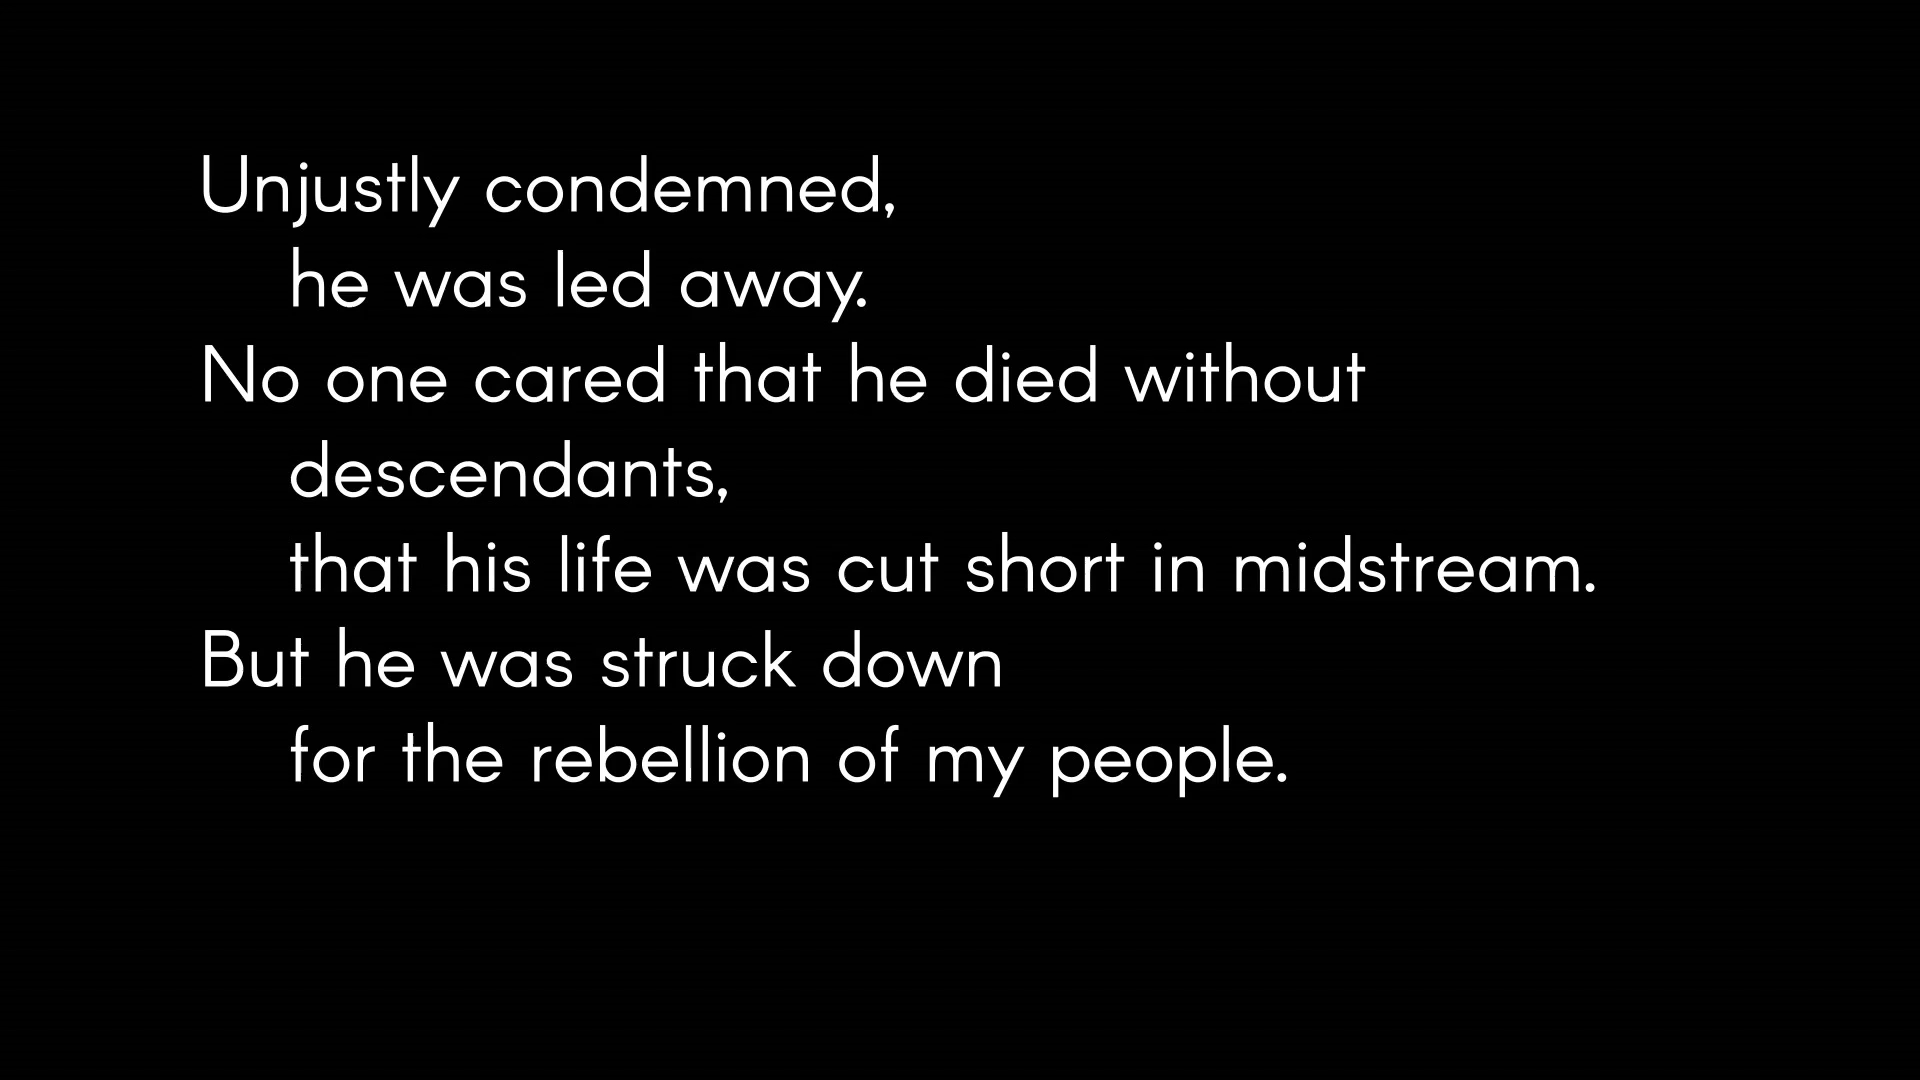 Unjustly condemned,
he was led away.
No one cared that he died without
descendants,
that his life was cut short in midstream.
But he was struck down
for the rebellion of my people.